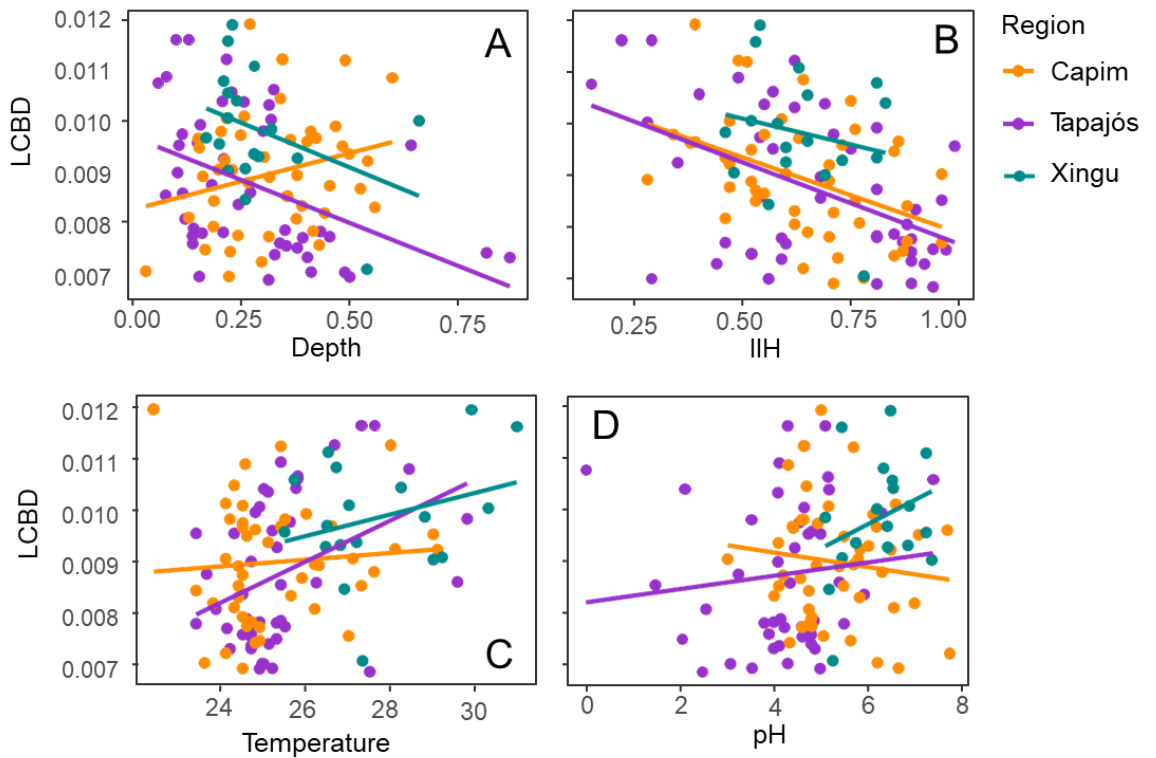 0.012
0.011
0.010
0.009
0.008
0.007
LCBD
A
0.00 0.25 0.50 0.75
Depth
B
0.25 0.50 0.75 1.00
IIH
Region
Capim
Tapajós
Xingu
0.012
0.011
0.010
0.009
0.008
0.007
LCBD
C
24 26 28 30
Temperature
D
0 2 4 6 8
pH